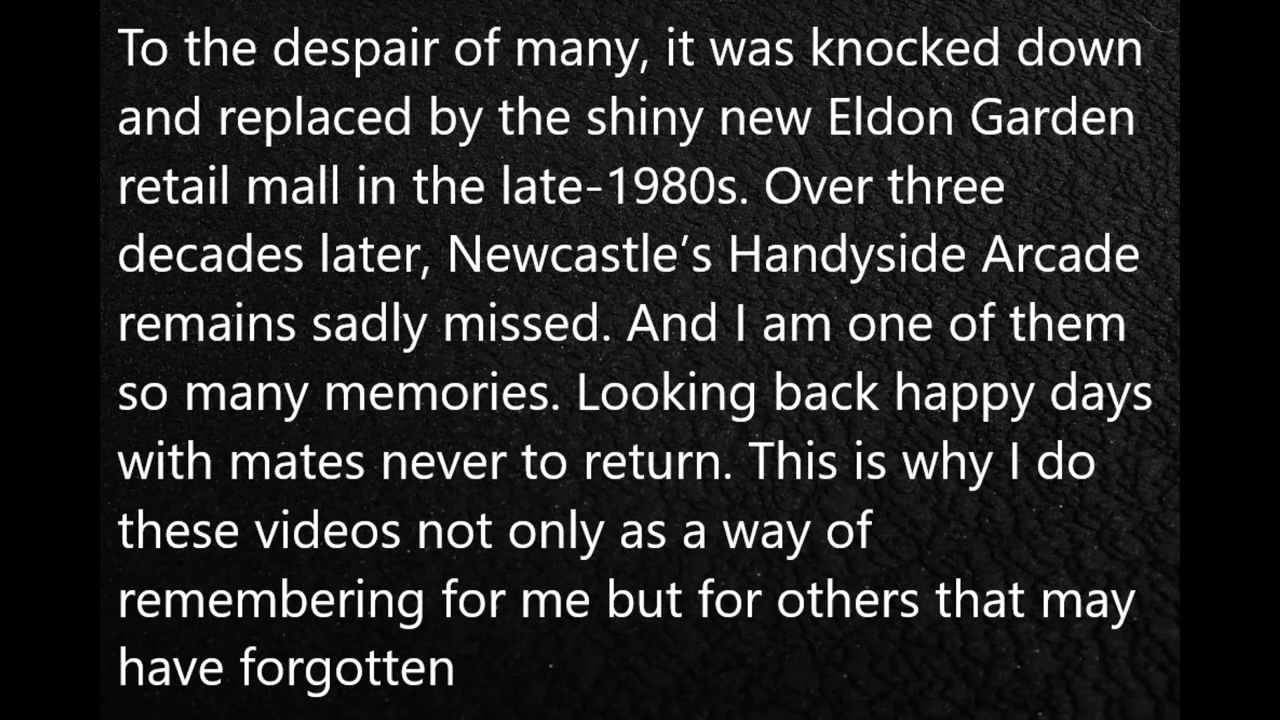 To the despair of many, it was knocked down
and replaced by the shiny new Eldon Garden
retail mall in the late-1980s. Over three
decades later, Newcastle’s Handyside Arcade
remains sadly missed. And I am one of them
so many memories. Looking back happy days
with mates never to return. This is why I do
these videos not only as a way of
remembering for me but for others that may
have forgotten